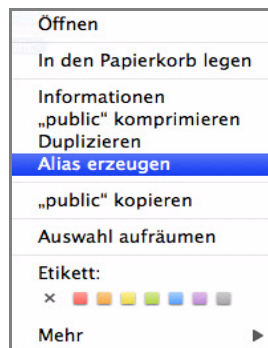 Öffnen
In den Papierkorb legen
Informationen
„public“ komprimieren
Duplizieren
Alias erzeugen
„public“ kopieren
Auswahl aufräumen
Etikett:
Mehr